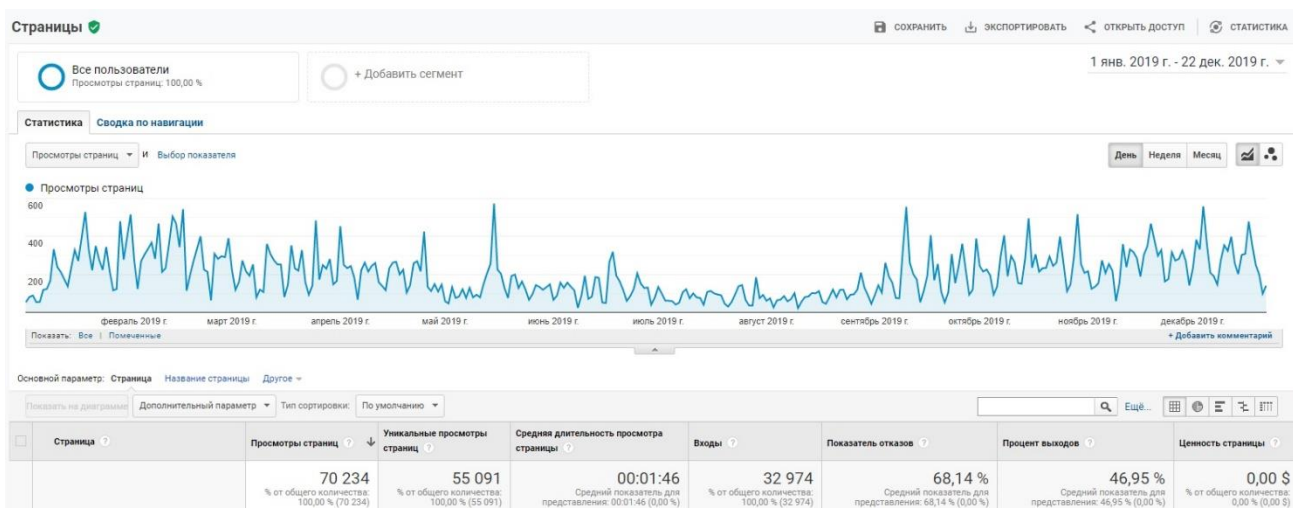 Страницы
СОХРАНИТЬ ЭКСПОРТИРОВАТЬ ОТКРЫТЬ ДОСТУП СТАТИСТИКА
Все пользователи
Просмотры страниц: 100,00 %
+ Добавить сегмент
1 янв. 2019 г. - 22 дек. 2019 г.
Статистика Сводка по навигации
Просмотры страниц И Выбор показателя
День Неделя Месяц
Просмотры страниц
600
400
200
февраль 2019 г. март 2019 г. апрель 2019 г. май 2019 г. июнь 2019 г. июль 2019 г. август 2019 г. сентябрь 2019 г. октябрь 2019 г. ноябрь 2019 г. декабрь 2019 г.
Показать: Все | Помеченные
+ Добавить комментарий
Основной параметр: Страница Название страницы Другое
Показать на диаграмме Дополнительный параметр Тип сортировки: По умолчанию
Ещё...
Страница ?
Просмотры страниц ?
Уникальные просмотры
страниц ?
Средняя длительность просмотра
страницы ?
Входы ?
Показатель отказов ?
Процент выходов ?
Ценность страницы ?
70 234
% от общего количества:
100,00 % (70 234)
55 091
% от общего количества:
100,00 % (55 091)
00:01:46
Средний показатель для
представления: 00:01:46 (0,00 %)
32 974
% от общего количества:
100,00 % (32 974)
68,14 %
Средний показатель для
представления: 68,14 % (0,00 %)
46,95 %
Средний показатель для
представления: 46,95 % (0,00 %)
0,00 $
% от общего количества:
0,00 % (0,00 $)